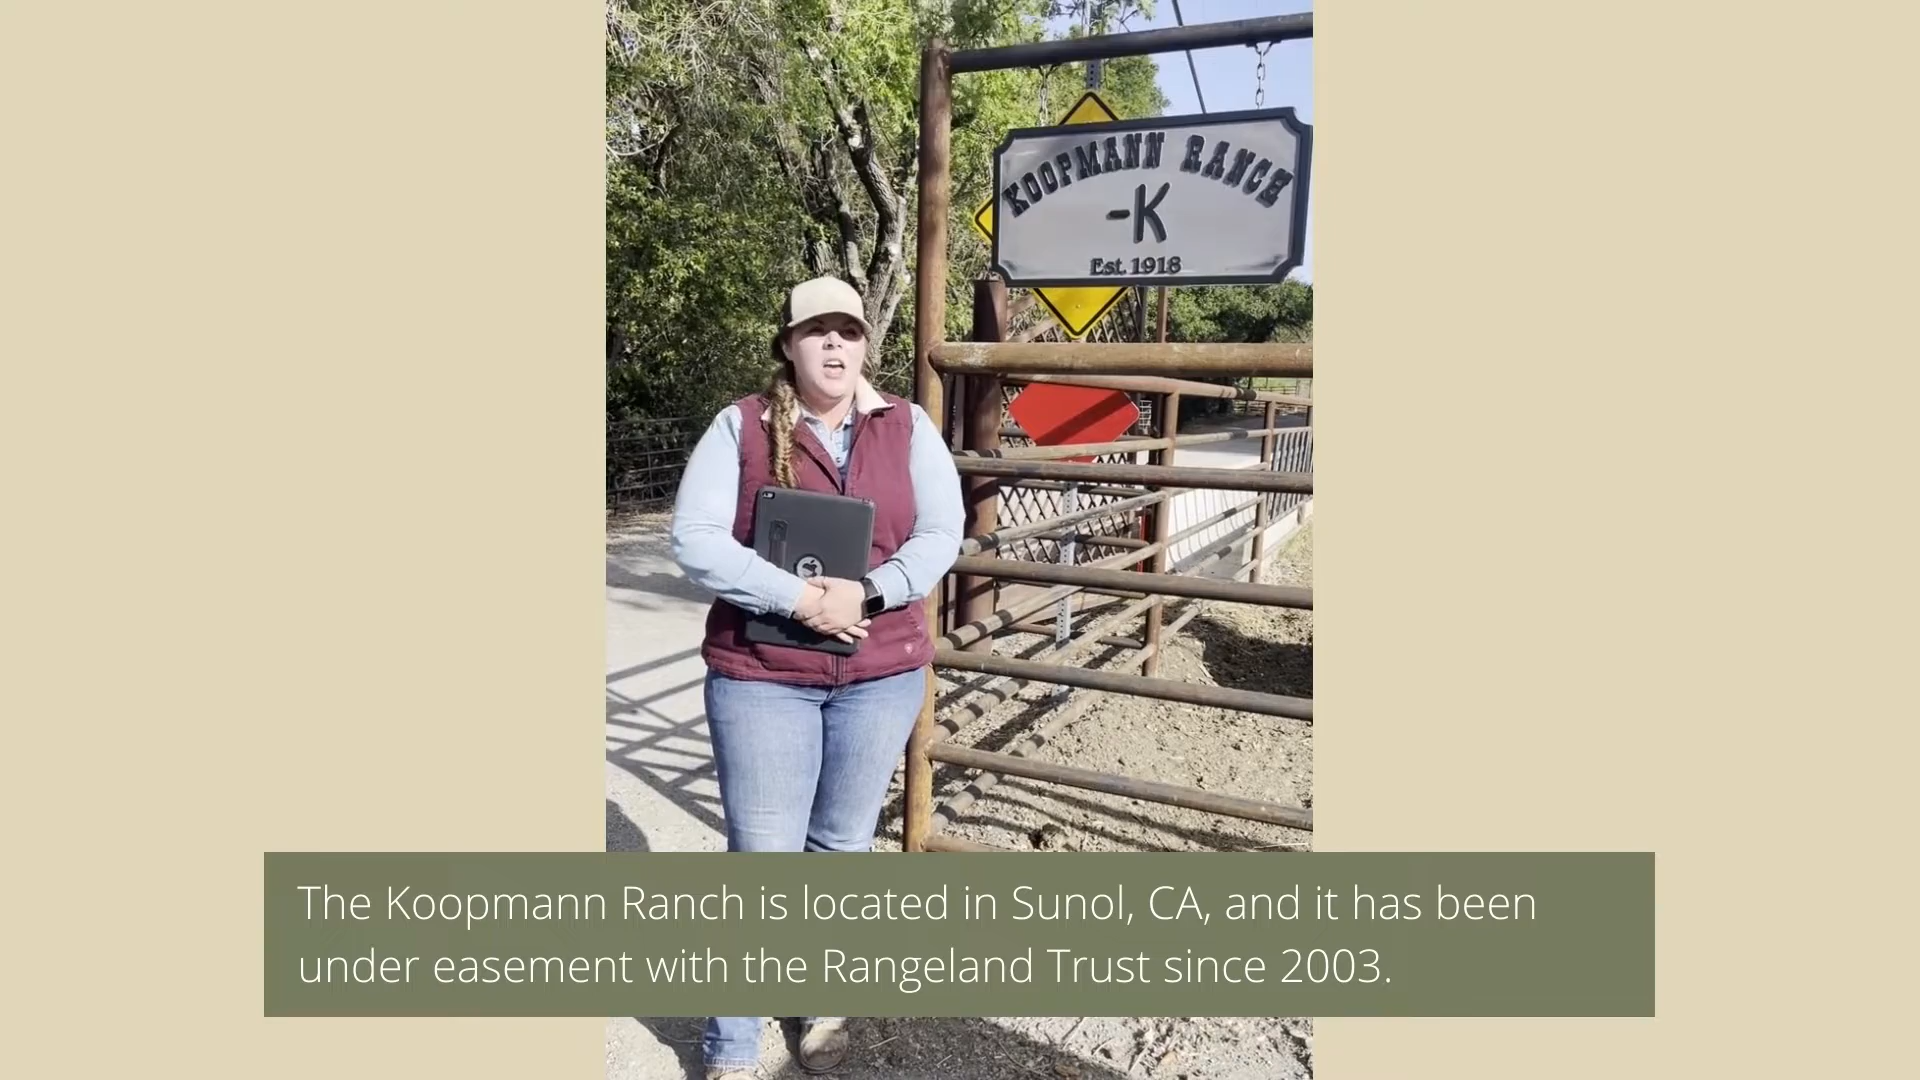 KOOPMANN RANCH
-K
Est. 1918
The Koopmann Ranch is located in Sunol, CA, and it has been
under easement with the Rangeland Trust since 2003.